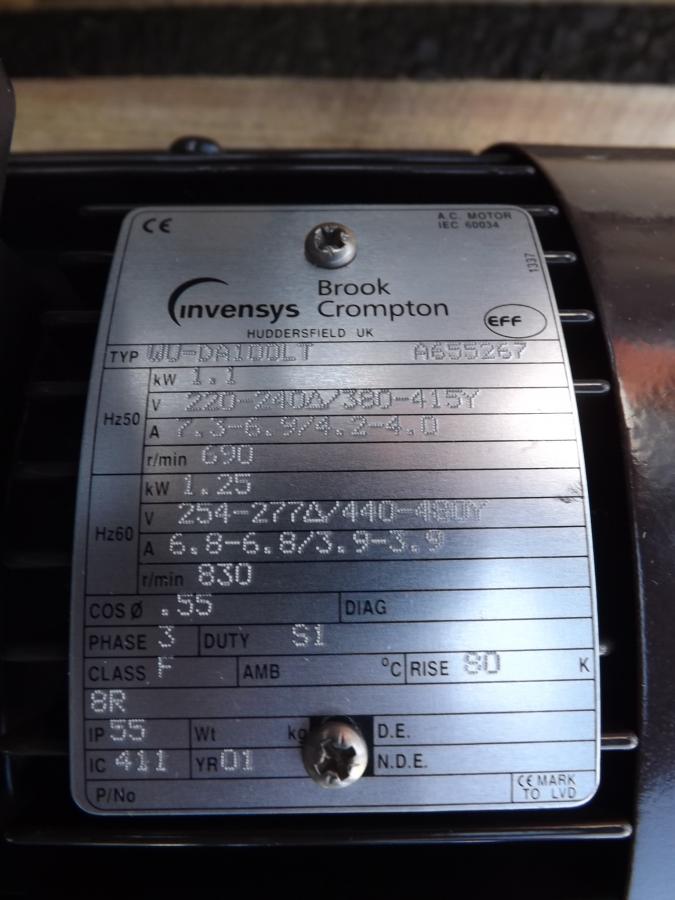 CE
A.C. MOTOR
IEC 60034
1337
invensys Brook Crompton
HUDDERSFIELD UK
EFF
TYP WU-DA100LT A655267
Hz50
kW 1.1
V 220-240Δ/380-415Y
A 7.3-6.9/4.2-4.0
r/min 690
Hz60
kW 1.25
V 254-277Δ/440-480Y
A 6.8-6.8/3.9-3.9
r/min 830
COS Ø .55 DIAG
PHASE 3 DUTY S1
CLASS F AMB °C RISE 80 K
8R
IP 55 Wt D.E.
IC 411 YR 01 N.D.E.
P/No CE MARK
TO LVD